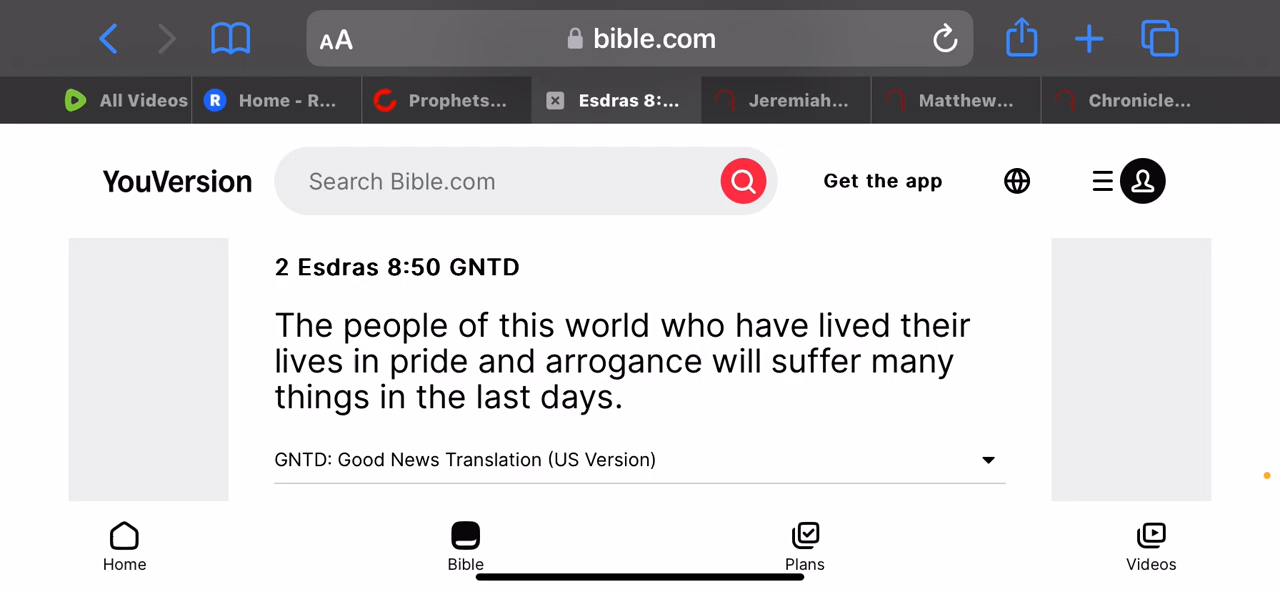 AA bible.com
All Videos R Home - R... Prophets... Esdras 8:... Jeremiah... Matthew... Chronicle...
YouVersion Search Bible.com Get the app
2 Esdras 8:50 GNTD
The people of this world who have lived their
lives in pride and arrogance will suffer many
things in the last days.
GNTD: Good News Translation (US Version)
Home Bible Plans Videos